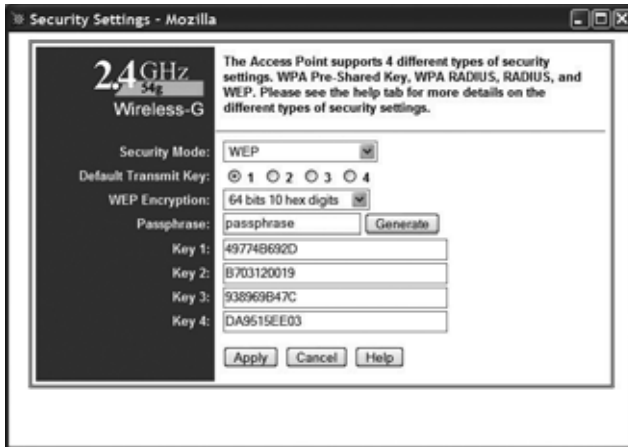 Security Settings - Mozilla
2.4GHz
54g
Wireless-G
The Access Point supports 4 different types of security
settings. WPA Pre-Shared Key, WPA RADIUS, RADIUS, and
WEP. Please see the help tab for more details on the
different types of security settings.
Security Mode: WEP
Default Transmit Key: 1 2 3 4
WEP Encryption: 64 bits 10 hex digits
Passphrase: passphrase Generate
Key 1: 49774B692D
Key 2: B703120019
Key 3: 938969B47C
Key 4: DA9515EE03
Apply Cancel Help